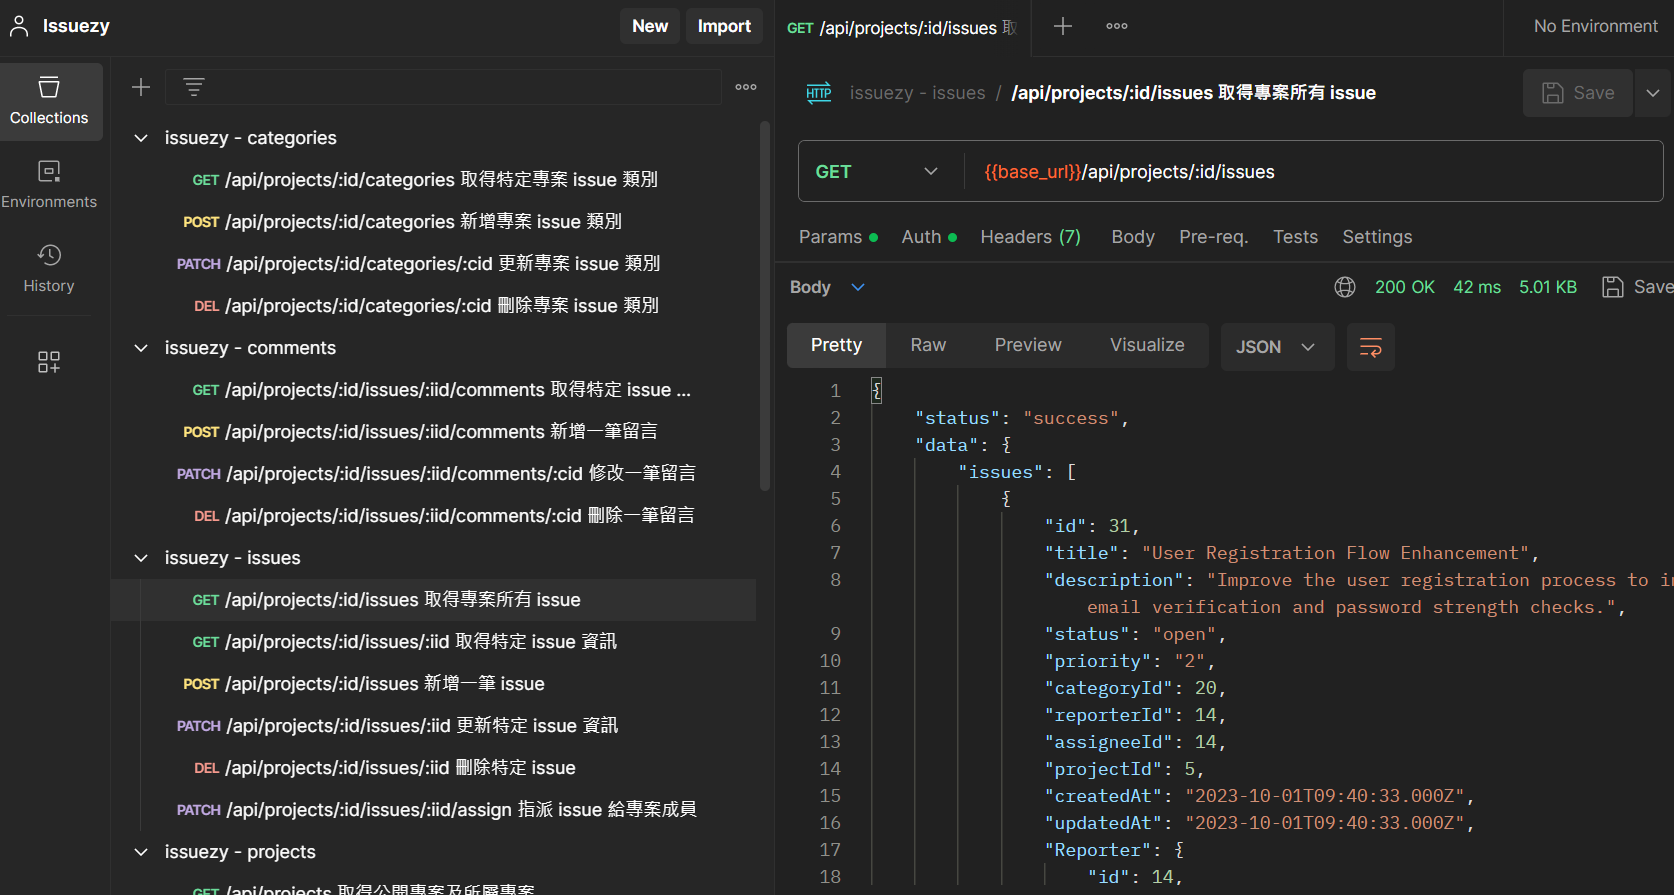 Issuezy
New Import
Collections
Environments
History
issuezy - categories
GET /api/projects/:id/categories 取得特定專案 issue 類別
POST /api/projects/:id/categories 新增專案 issue 類別
PATCH /api/projects/:id/categories/:cid 更新專案 issue 類別
DEL /api/projects/:id/categories/:cid 刪除專案 issue 類別
issuezy - comments
GET /api/projects/:id/issues/:iid/comments 取得特定 issue ...
POST /api/projects/:id/issues/:iid/comments 新增一筆留言
PATCH /api/projects/:id/issues/:iid/comments/:cid 修改一筆留言
DEL /api/projects/:id/issues/:iid/comments/:cid 刪除一筆留言
issuezy - issues
GET /api/projects/:id/issues 取得專案所有 issue
GET /api/projects/:id/issues/:iid 取得特定 issue 資訊
POST /api/projects/:id/issues 新增一筆 issue
PATCH /api/projects/:id/issues/:iid 更新特定 issue 資訊
DEL /api/projects/:id/issues/:iid 刪除特定 issue
PATCH /api/projects/:id/issues/:iid/assign 指派 issue 給專案成員
issuezy - projects
GET /api/projects 取得公開專案及所屬專案
GET /api/projects/:id/issues 取
No Environment
HTTP issuezy - issues / /api/projects/:id/issues 取得專案所有 issue
Save
GET {{base_url}}/api/projects/:id/issues
Params Auth Headers (7) Body Pre-req. Tests Settings
Body 200 OK 42 ms 5.01 KB Save
Pretty Raw Preview Visualize JSON
1 {
2 "status": "success",
3 "data": {
4 "issues": [
5 {
6 "id": 31,
7 "title": "User Registration Flow Enhancement",
8 "description": "Improve the user registration process to
email verification and password strength checks.",
9 "status": "open",
10 "priority": "2",
11 "categoryId": 20,
12 "reporterId": 14,
13 "assigneeId": 14,
14 "projectId": 5,
15 "createdAt": "2023-10-01T09:40:33.000Z",
16 "updatedAt": "2023-10-01T09:40:33.000Z",
17 "Reporter": {
18 "id": 14,